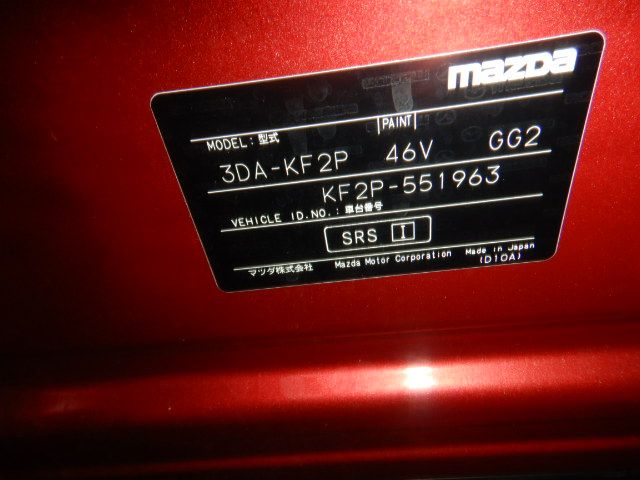 mazda
MODEL: 型式 PAINT
3DA-KF2P 46V GG2
KF2P-551963
VEHICLE ID.NO.: 車台番号
SRS I
マツダ株式会社 Mazda Motor Corporation Made in Japan
(D10A)